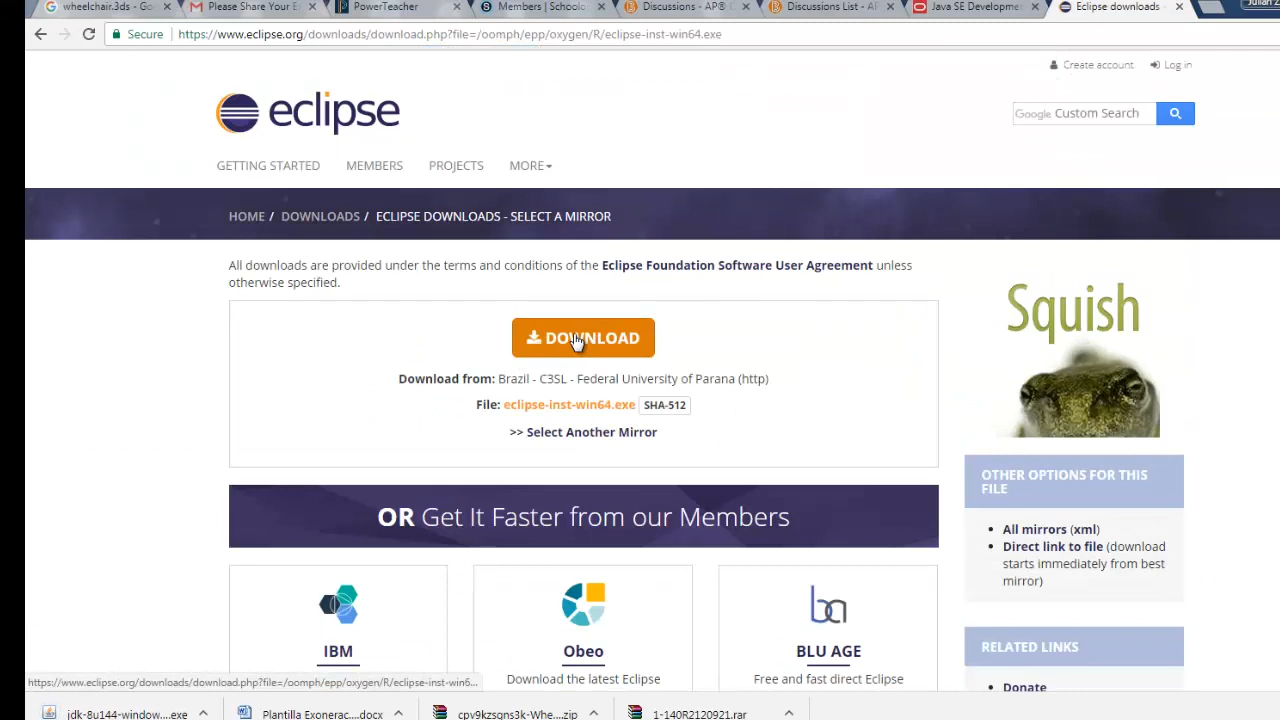 wheelchair.3ds - Go
Please Share Your E
PowerTeacher
Members | Schoolo
Discussions - AP® C
Discussions List - AP
Java SE Developmen
Eclipse downloads -
Secure | https://www.eclipse.org/downloads/download.php?file=/oomph/epp/oxygen/R/eclipse-inst-win64.exe
Create account
Log in
eclipse
Google Custom Search
GETTING STARTED
MEMBERS
PROJECTS
MORE
HOME / DOWNLOADS / ECLIPSE DOWNLOADS - SELECT A MIRROR
All downloads are provided under the terms and conditions of the Eclipse Foundation Software User Agreement unless
otherwise specified.
DOWNLOAD
Download from: Brazil - C3SL - Federal University of Parana (http)
File: eclipse-inst-win64.exe SHA-512
>> Select Another Mirror
Squish
OTHER OPTIONS FOR THIS
FILE
All mirrors (xml)
Direct link to file (download
starts immediately from best
mirror)
OR Get It Faster from our Members
IBM
Obeo
Download the latest Eclipse
BLU AGE
Free and fast direct Eclipse
RELATED LINKS
Donate
https://www.eclipse.org/downloads/download.php?file=/oomph/epp/oxygen/R/eclipse-inst-win6...
jdk-8u144-window....exe
Plantilla Exonerac....docx
cpv9kzsgns3k-Whe....zip
1-140R2120921.rar